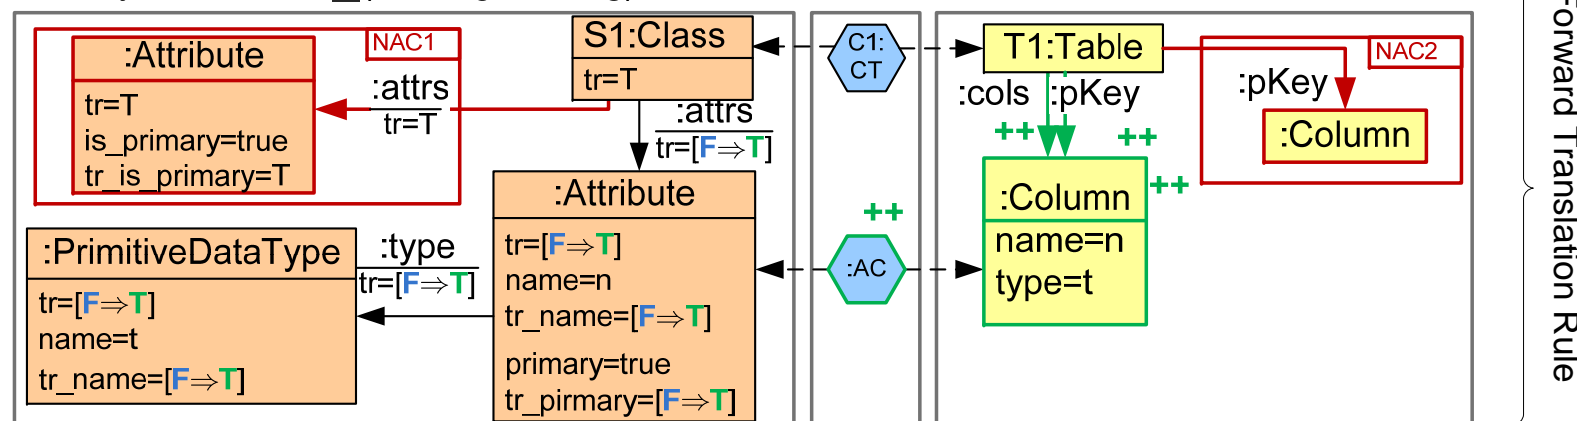 NAC1
:Attribute
tr=T
is_primary=true
tr_is_primary=T
:attrs
tr=T
S1:Class
tr=T
:attrs
tr=[F⇒T]
:Attribute
tr=[F⇒T]
name=n
tr_name=[F⇒T]
primary=true
tr_pirmary=[F⇒T]
:type
tr=[F⇒T]
:PrimitiveDataType
tr=[F⇒T]
name=t
tr_name=[F⇒T]
C1:
CT
++
:AC
T1:Table
:cols
:pKey
++
++
++
:Column
name=n
type=t
NAC2
:pKey
:Column
Forward Translation Rule